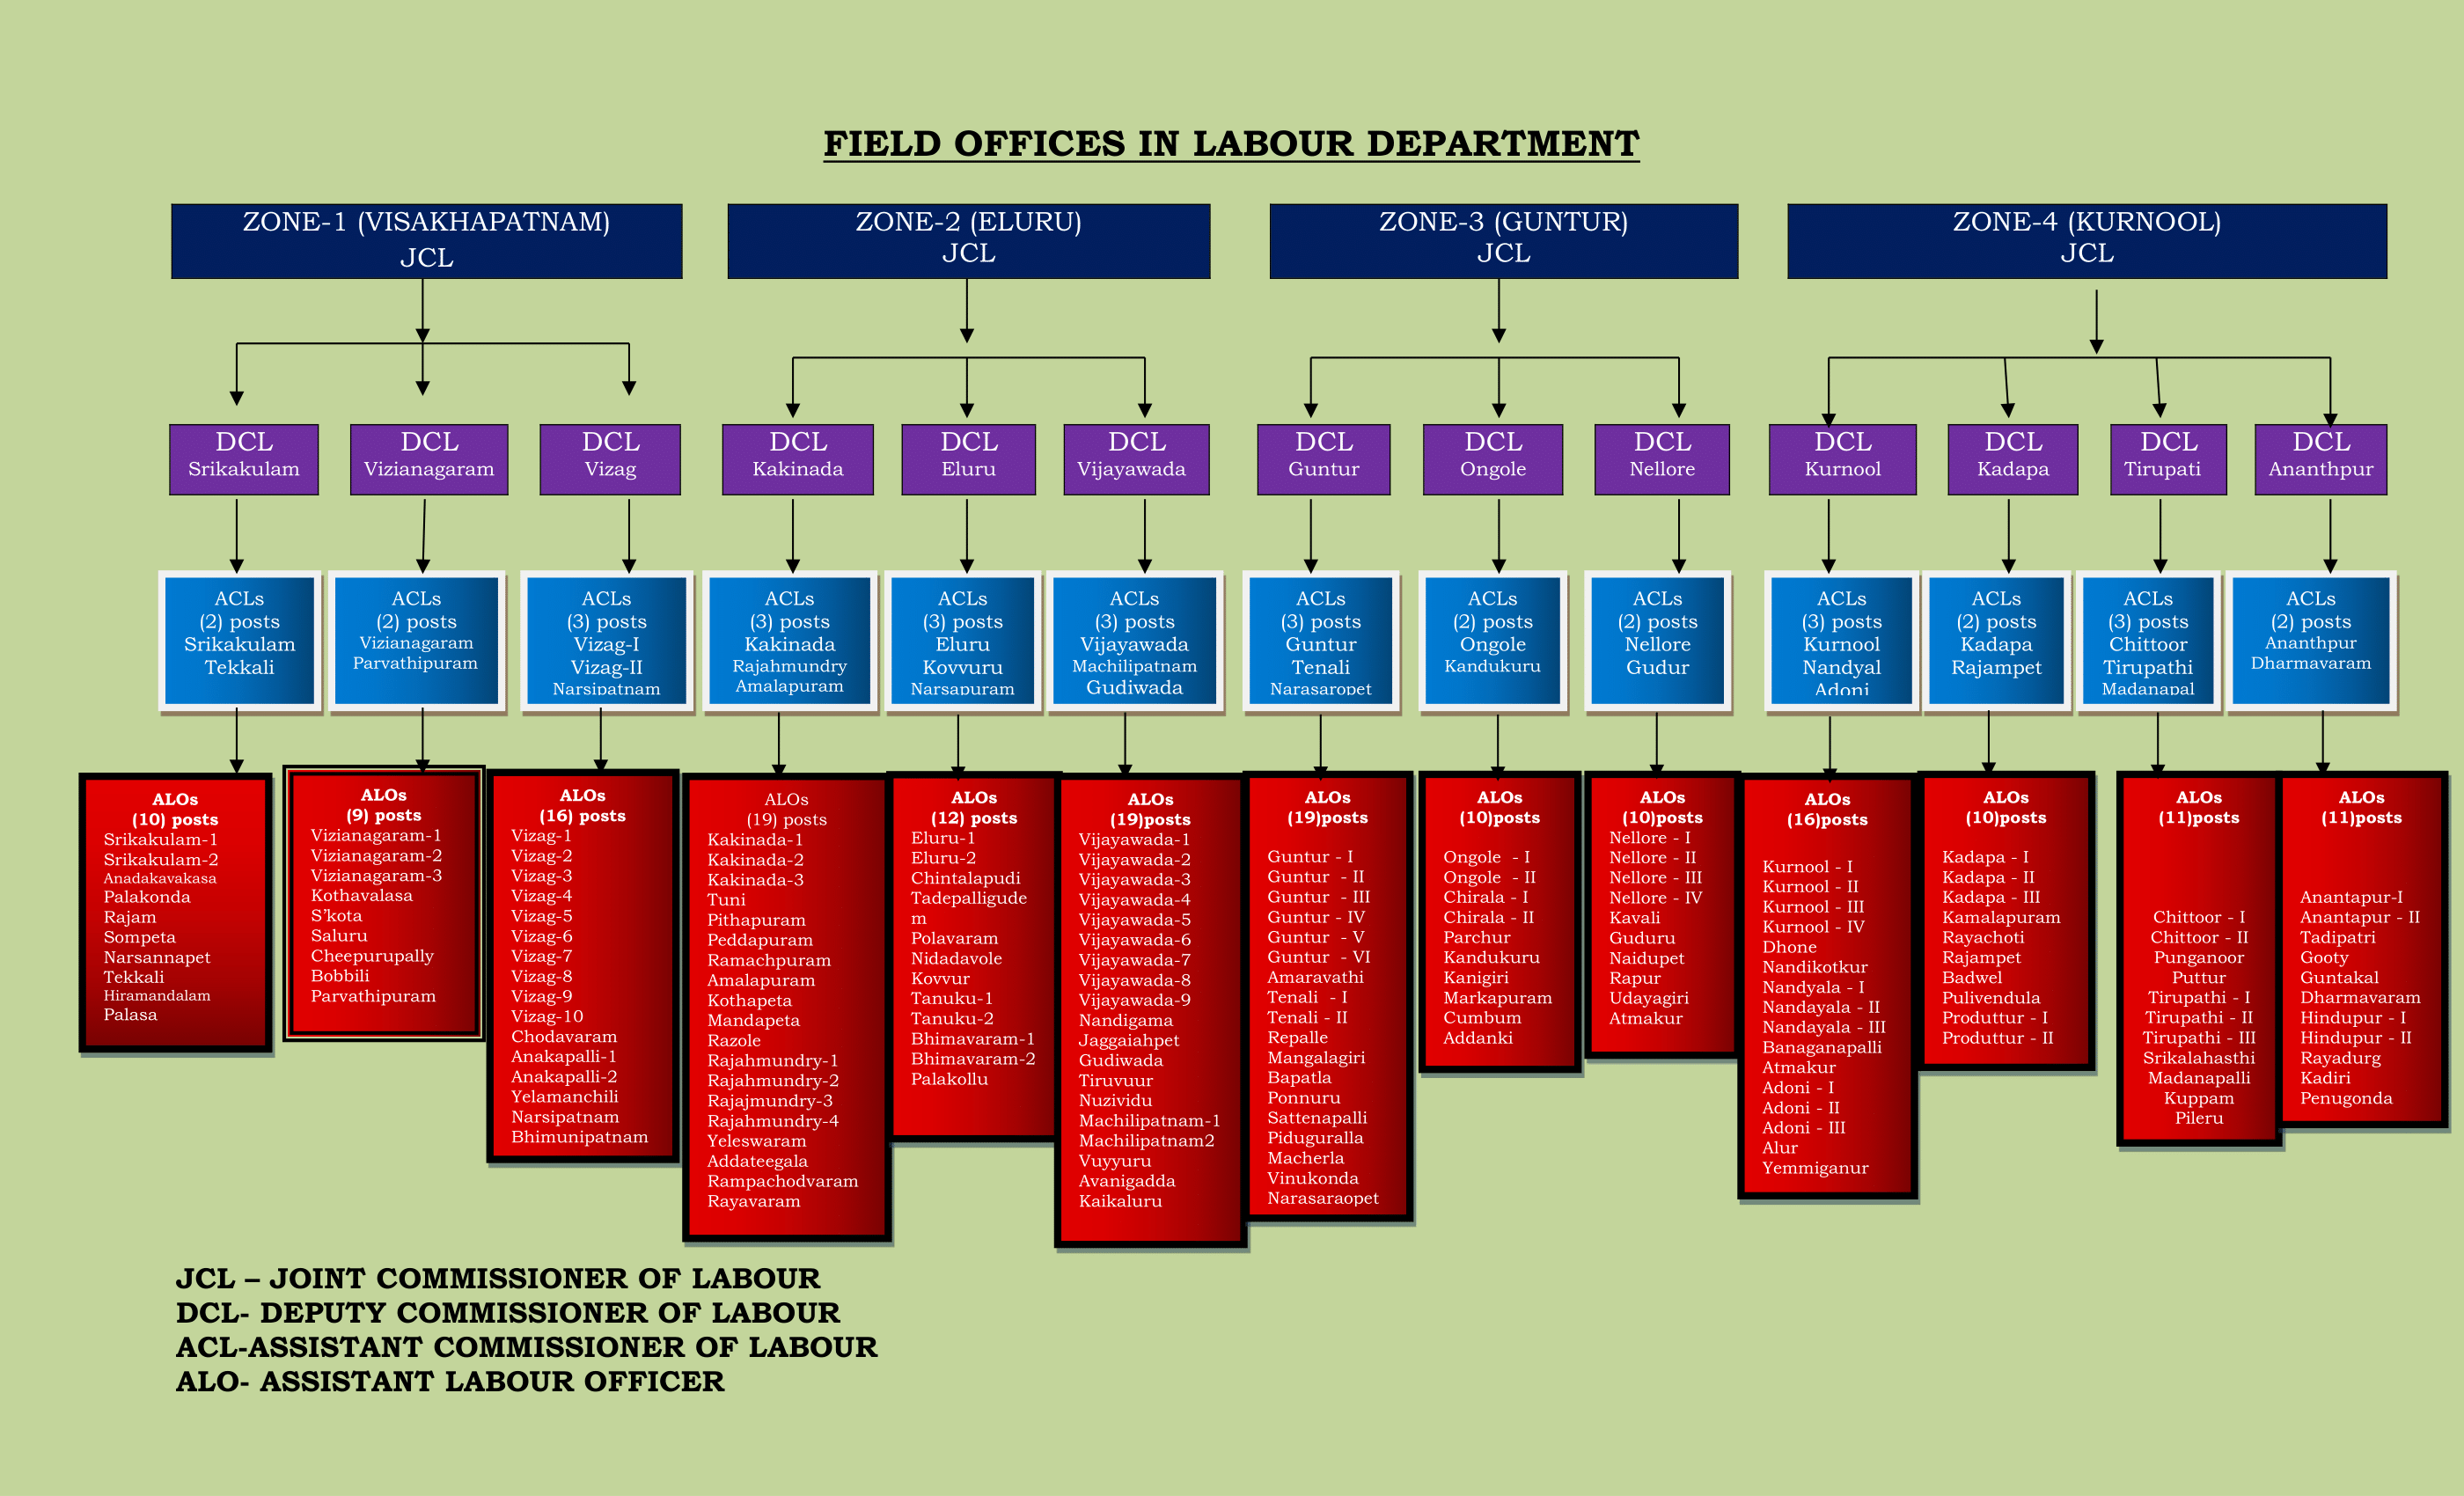 FIELD OFFICES IN LABOUR DEPARTMENT
ZONE-1 (VISAKHAPATNAM)
JCL
ZONE-2 (ELURU)
JCL
ZONE-3 (GUNTUR)
JCL
ZONE-4 (KURNOOL)
JCL
DCL
Srikakulam
DCL
Vizianagaram
DCL
Vizag
DCL
Kakinada
DCL
Eluru
DCL
Vijayawada
DCL
Guntur
DCL
Ongole
DCL
Nellore
DCL
Kurnool
DCL
Kadapa
DCL
Tirupati
DCL
Ananthpur
ACLs
(2) posts
Srikakulam
Tekkali
ACLs
(2) posts
Vizianagaram
Parvathipuram
ACLs
(3) posts
Vizag-I
Vizag-II
Narsipatnam
ACLs
(3) posts
Kakinada
Rajahmundry
Amalapuram
ACLs
(3) posts
Eluru
Kovvuru
Narsapuram
ACLs
(3) posts
Vijayawada
Machilipatnam
Gudiwada
ACLs
(3) posts
Guntur
Tenali
Narasaropet
ACLs
(2) posts
Ongole
Kandukuru
ACLs
(2) posts
Nellore
Gudur
ACLs
(3) posts
Kurnool
Nandyal
Adoni
ACLs
(2) posts
Kadapa
Rajampet
ACLs
(3) posts
Chittoor
Tirupathi
Madanapal
ACLs
(2) posts
Ananthpur
Dharmavaram
ALOs
(10) posts
Srikakulam-1
Srikakulam-2
Anadakavakasa
Palakonda
Rajam
Sompeta
Narsannapet
Tekkali
Hiramandalam
Palasa
ALOs
(9) posts
Vizianagaram-1
Vizianagaram-2
Vizianagaram-3
Kothavalasa
S’kota
Saluru
Cheepurupally
Bobbili
Parvathipuram
ALOs
(16) posts
Vizag-1
Vizag-2
Vizag-3
Vizag-4
Vizag-5
Vizag-6
Vizag-7
Vizag-8
Vizag-9
Vizag-10
Chodavaram
Anakapalli-1
Anakapalli-2
Yelamanchili
Narsipatnam
Bhimunipatnam
ALOs
(19) posts
Kakinada-1
Kakinada-2
Kakinada-3
Tuni
Pithapuram
Peddapuram
Ramachpuram
Amalapuram
Kothapeta
Mandapeta
Razole
Rajahmundry-1
Rajahmundry-2
Rajajmundry-3
Rajahmundry-4
Yeleswaram
Addateegala
Rampachodvaram
Rayavaram
ALOs
(12) posts
Eluru-1
Eluru-2
Chintalapudi
Tadepalligude
m
Polavaram
Nidadavole
Kovvur
Tanuku-1
Tanuku-2
Bhimavaram-1
Bhimavaram-2
Palakollu
ALOs
(19)posts
Vijayawada-1
Vijayawada-2
Vijayawada-3
Vijayawada-4
Vijayawada-5
Vijayawada-6
Vijayawada-7
Vijayawada-8
Vijayawada-9
Nandigama
Jaggaiahpet
Gudiwada
Tiruvuur
Nuzividu
Machilipatnam-1
Machilipatnam2
Vuyyuru
Avanigadda
Kaikaluru
ALOs
(19)posts
Guntur - I
Guntur - II
Guntur - III
Guntur - IV
Guntur - V
Guntur - VI
Amaravathi
Tenali - I
Tenali - II
Repalle
Mangalagiri
Bapatla
Ponnuru
Sattenapalli
Piduguralla
Macherla
Vinukonda
Narasaraopet
ALOs
(10)posts
Ongole - I
Ongole - II
Chirala - I
Chirala - II
Parchur
Kandukuru
Kanigiri
Markapuram
Cumbum
Addanki
ALOs
(10)posts
Nellore - I
Nellore - II
Nellore - III
Nellore - IV
Kavali
Guduru
Naidupet
Rapur
Udayagiri
Atmakur
ALOs
(16)posts
Kurnool - I
Kurnool - II
Kurnool - III
Kurnool - IV
Dhone
Nandikotkur
Nandyala - I
Nandayala - II
Nandayala - III
Banaganapalli
Atmakur
Adoni - I
Adoni - II
Adoni - III
Alur
Yemmiganur
ALOs
(10)posts
Kadapa - I
Kadapa - II
Kadapa - III
Kamalapuram
Rayachoti
Rajampet
Badwel
Pulivendula
Produttur - I
Produttur - II
ALOs
(11)posts
Chittoor - I
Chittoor - II
Punganoor
Puttur
Tirupathi - I
Tirupathi - II
Tirupathi - III
Srikalahasthi
Madanapalli
Kuppam
Pileru
ALOs
(11)posts
Anantapur-I
Anantapur - II
Tadipatri
Gooty
Guntakal
Dharmavaram
Hindupur - I
Hindupur - II
Rayadurg
Kadiri
Penugonda
JCL – JOINT COMMISSIONER OF LABOUR
DCL- DEPUTY COMMISSIONER OF LABOUR
ACL-ASSISTANT COMMISSIONER OF LABOUR
ALO- ASSISTANT LABOUR OFFICER